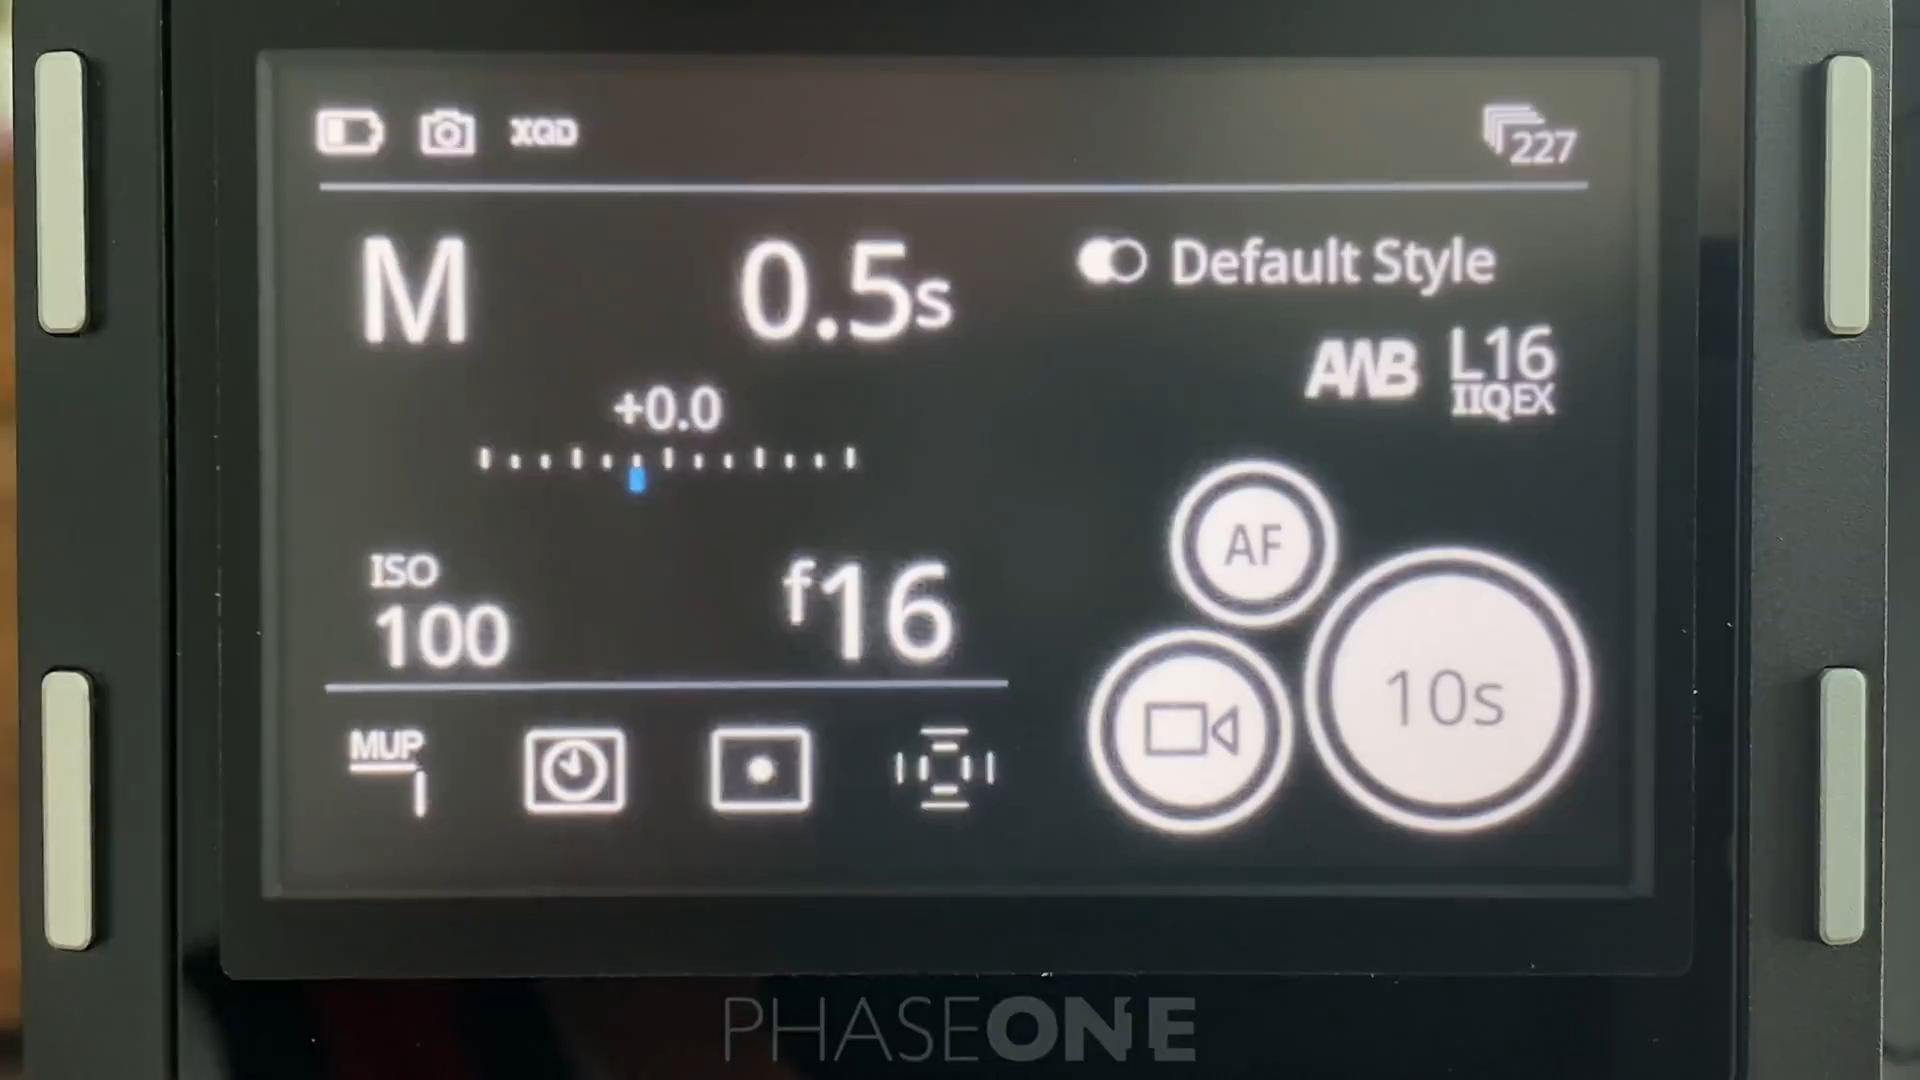 XQD
227
M
0.5s
Default Style
AWB
L16
IIQEX
+0.0
ISO
100
f16
AF
10s
MUP
PHASEONE